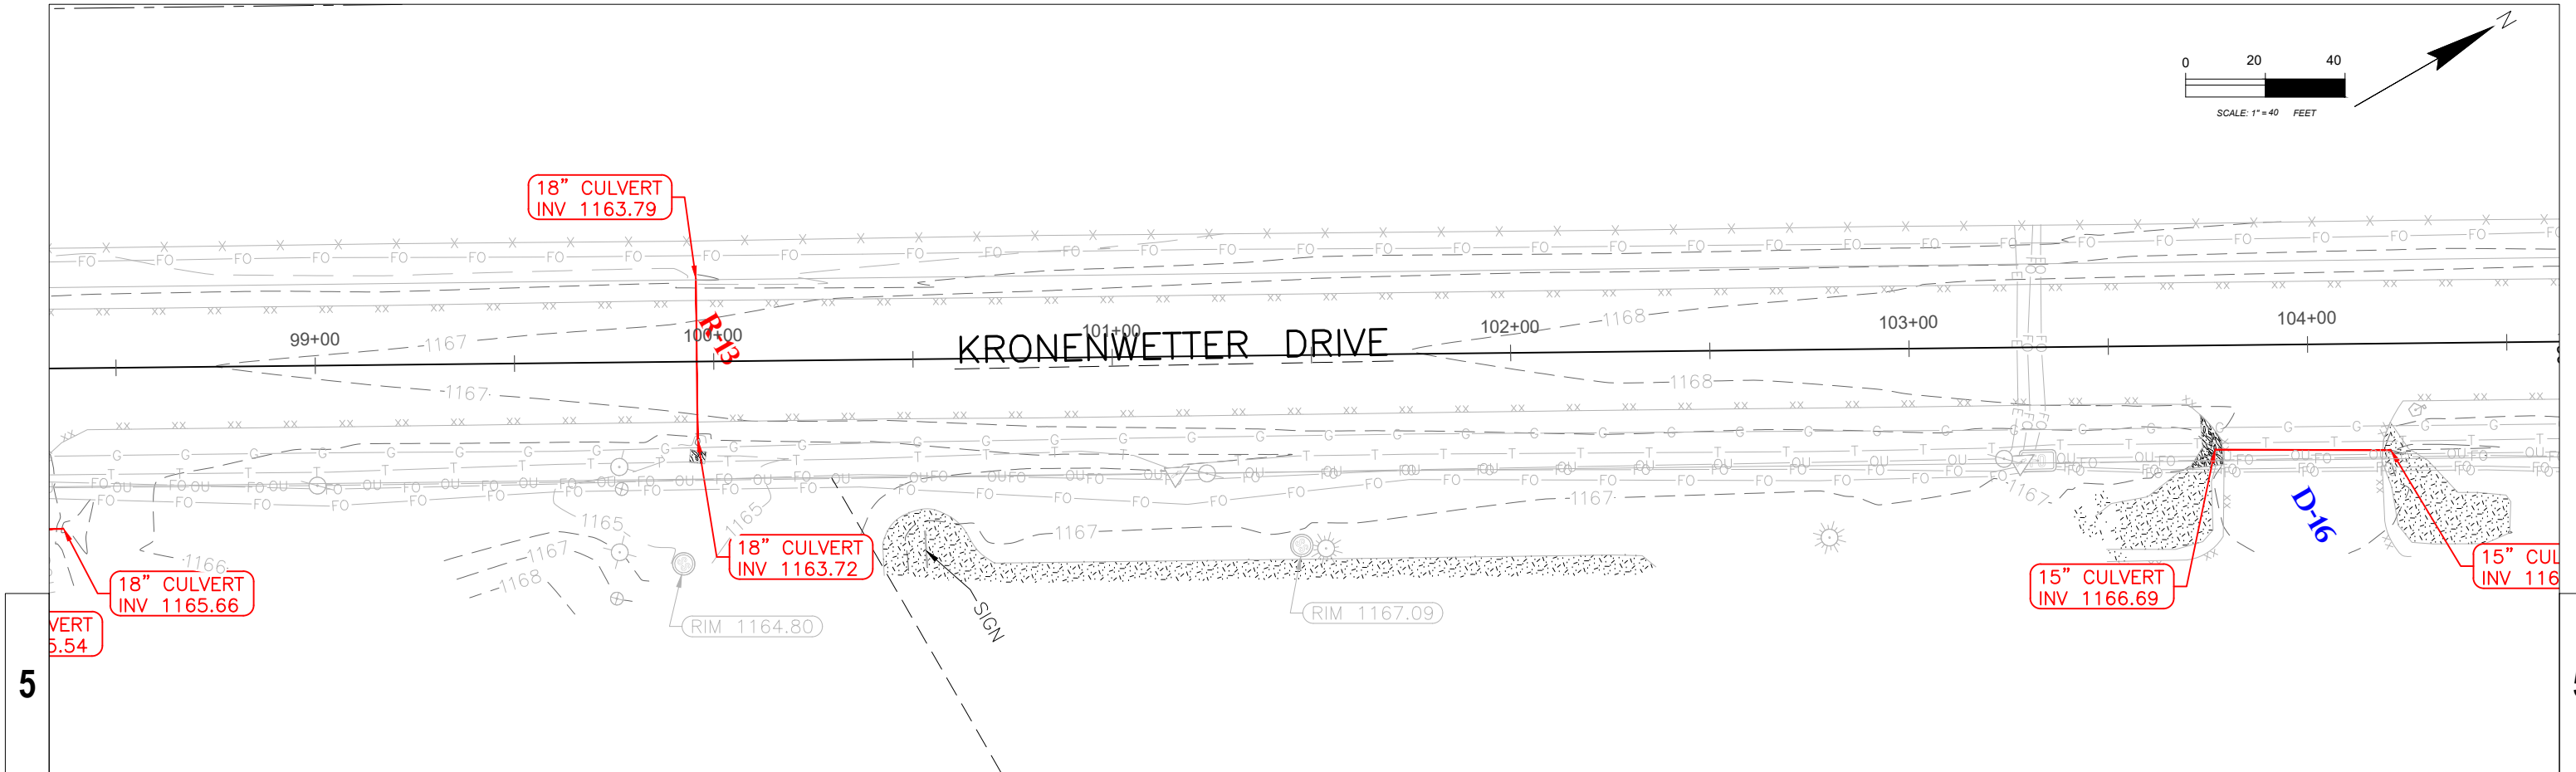 N
0 20 40
SCALE: 1" = 40 FEET
18" CULVERT
INV 1163.79
99+00
100+00
101+00
102+00
103+00
104+00
R-13
KRONENWETTER DRIVE
1167
1168
1167
1168
1165
1165
1167
1167
1167
1166
1167
1168
18" CULVERT
INV 1163.72
18" CULVERT
INV 1165.66
VERT
5.54
RIM 1164.80
SIGN
RIM 1167.09
15" CULVERT
INV 1166.69
D-16
15" CUL
INV 116
5